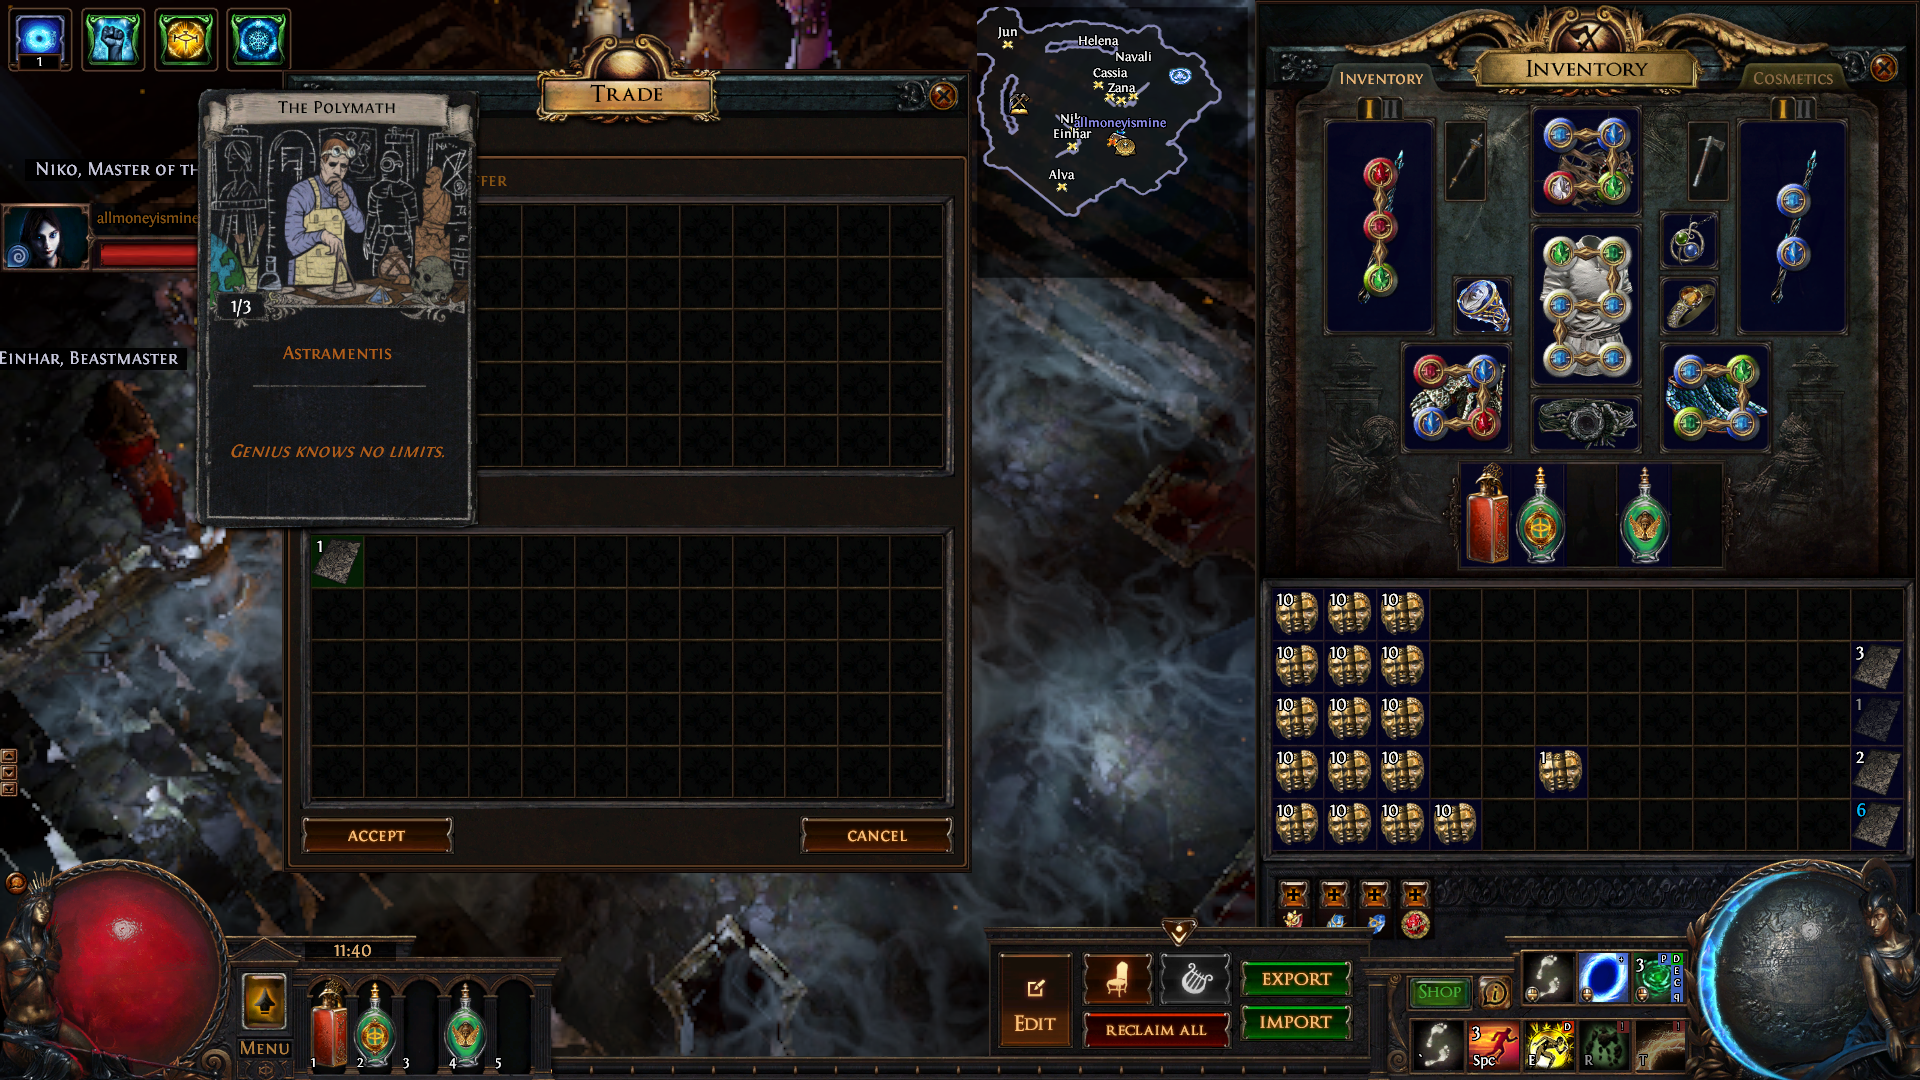 1
The Polymath
1/3
Astramentis
Genius knows no limits.
Niko, Master of th
allmoneyismine
Einhar, Beastmaster
Trade
ffer
1
Accept
Cancel
Jun
Helena
Navali
Cassia
Zana
Nik
allmoneyismine
Einhar
Alva
Inventory
Inventory
Cosmetics
I II
I II
10 10 10
10 10 10 3
10 10 10 1
10 10 10 1 2
10 10 10 10 6
11:40
Menu
1 2 3 4 5
Edit
Reclaim All
Export
Import
Shop
3 P D E C q
3 Spc
E D
R
T